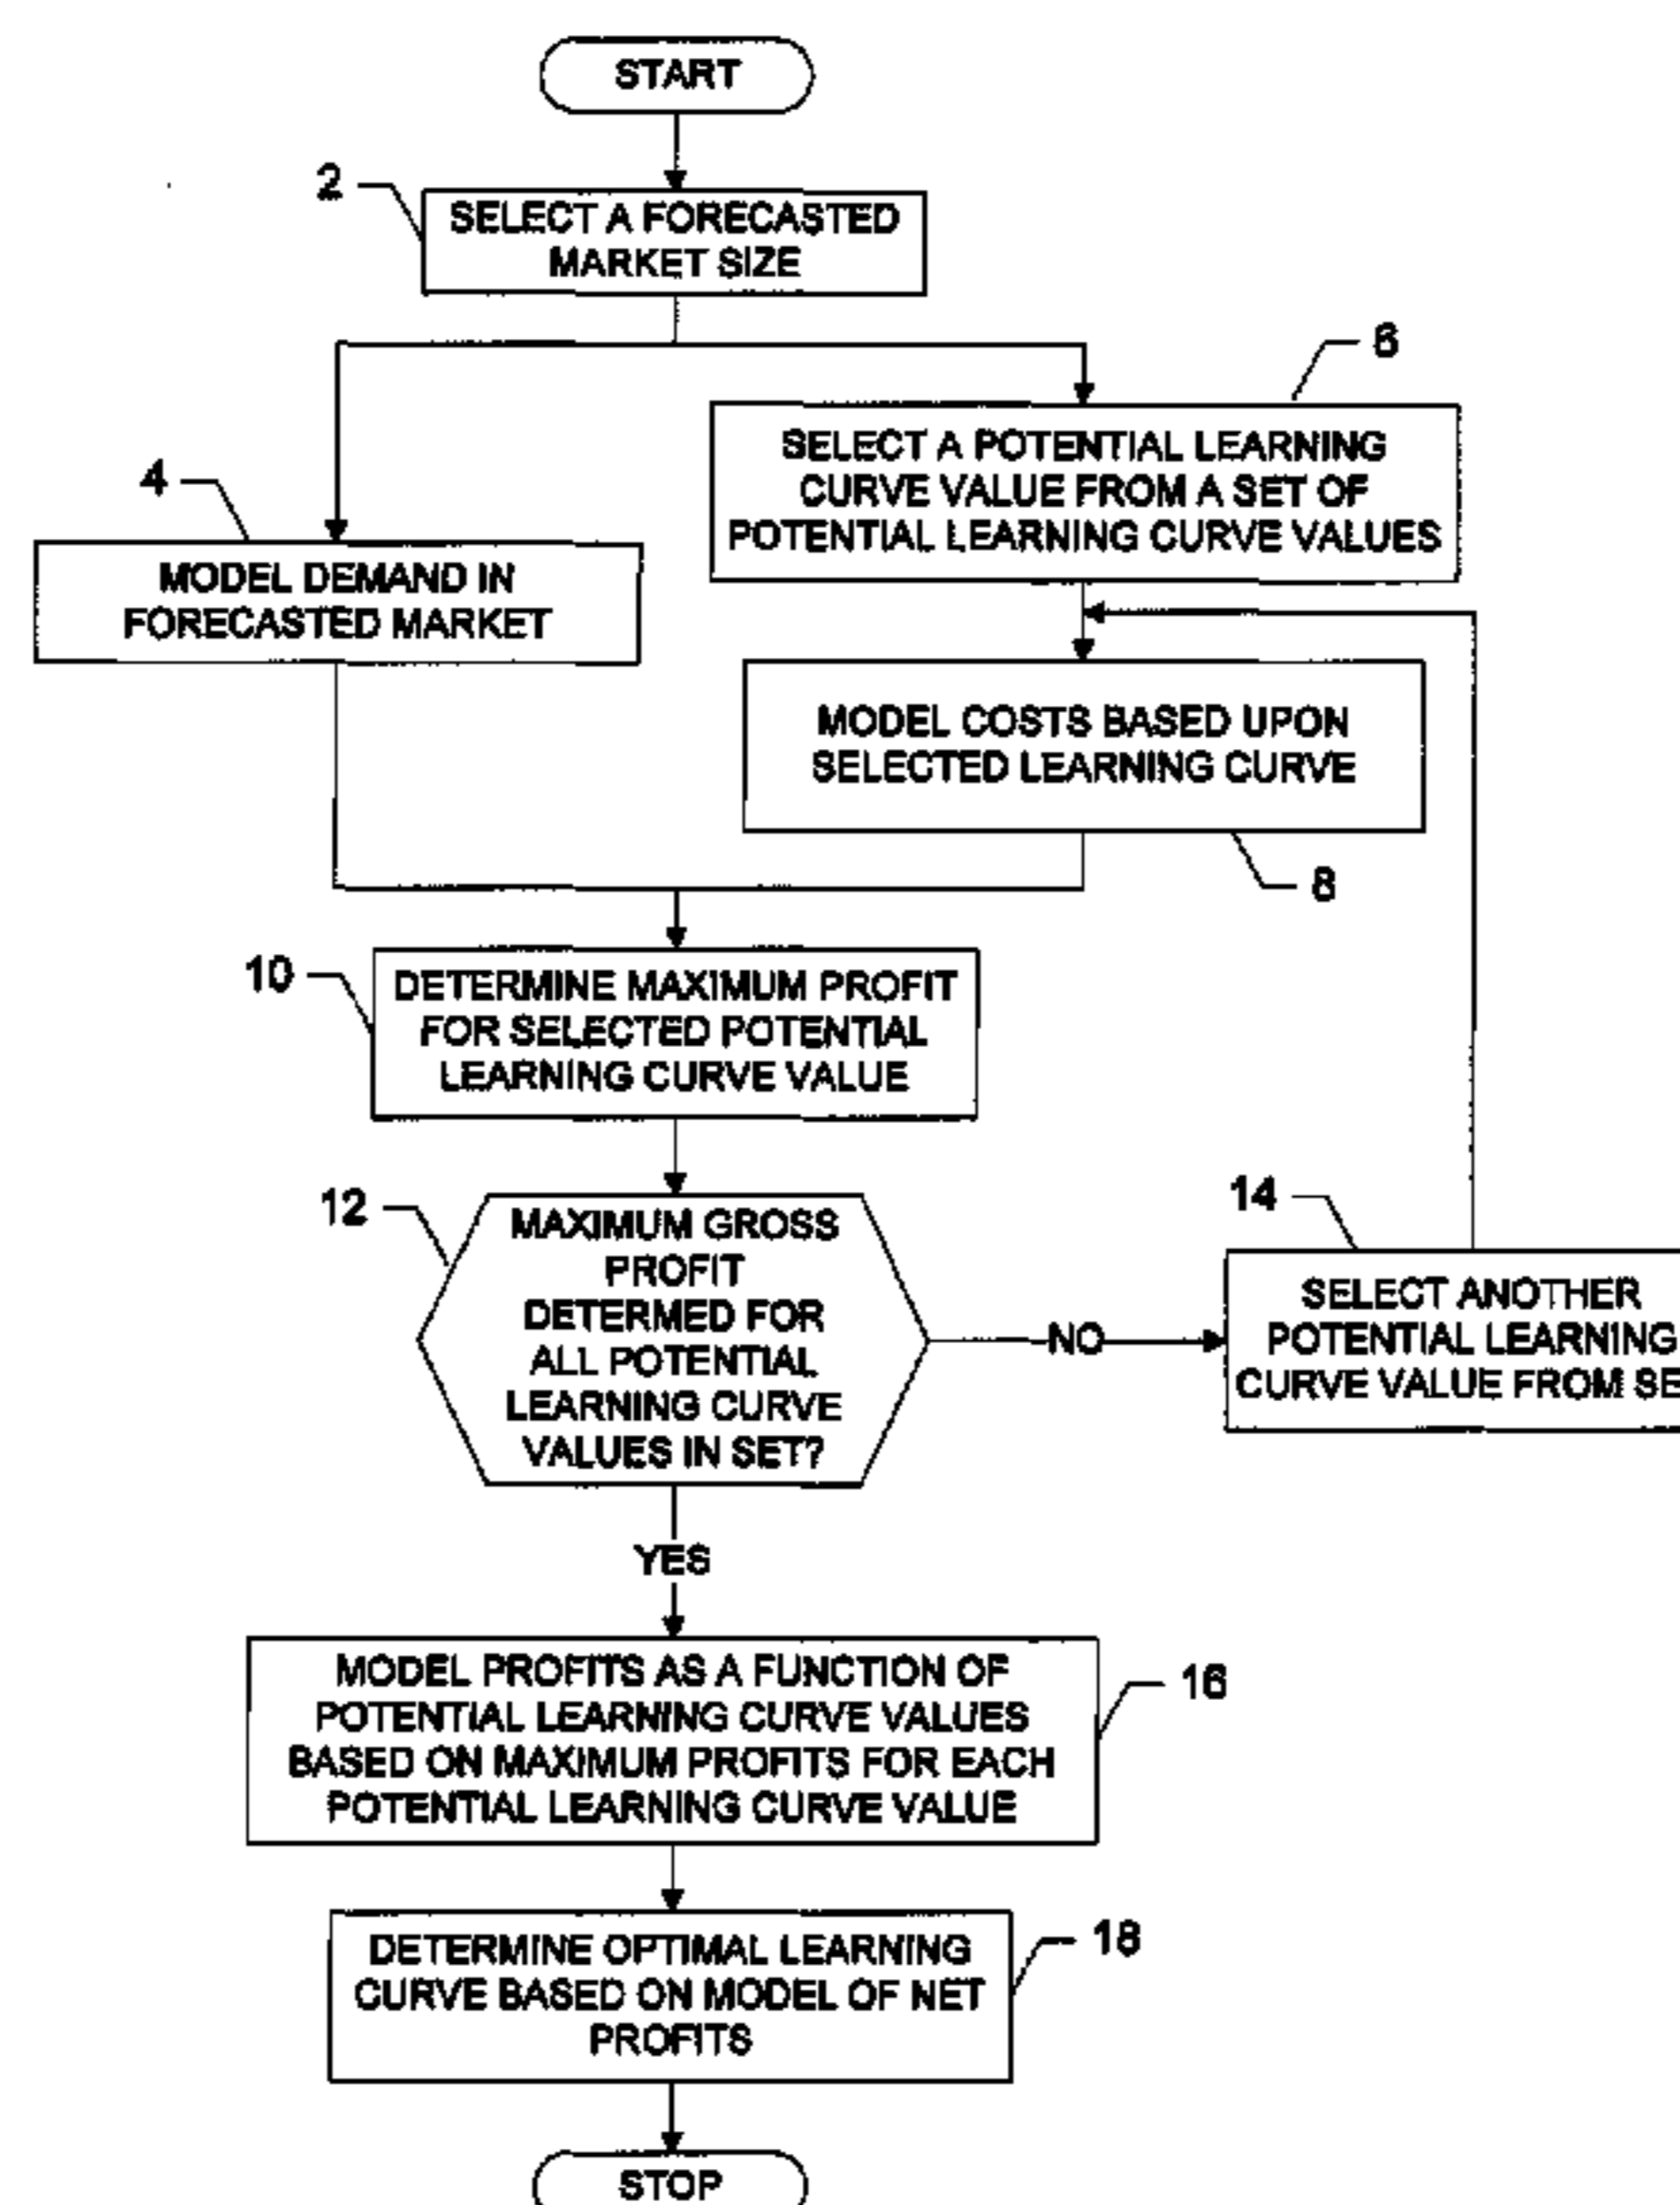 START
2
SELECT A FORECASTED
MARKET SIZE
6
SELECT A POTENTIAL LEARNING
CURVE VALUE FROM A SET OF
POTENTIAL LEARNING CURVE VALUES
4
MODEL DEMAND IN
FORECASTED MARKET
MODEL COSTS BASED UPON
SELECTED LEARNING CURVE
8
10
DETERMINE MAXIMUM PROFIT
FOR SELECTED POTENTIAL
LEARNING CURVE VALUE
12
MAXIMUM GROSS
PROFIT
DETERMED FOR
ALL POTENTIAL
LEARNING CURVE
VALUES IN SET?
NO
14
SELECT ANOTHER
POTENTIAL LEARNING
CURVE VALUE FROM SE
YES
MODEL PROFITS AS A FUNCTION OF
POTENTIAL LEARNING CURVE VALUES
BASED ON MAXIMUM PROFITS FOR EACH
POTENTIAL LEARNING CURVE VALUE
16
DETERMINE OPTIMAL LEARNING
CURVE BASED ON MODEL OF NET
PROFITS
18
STOP